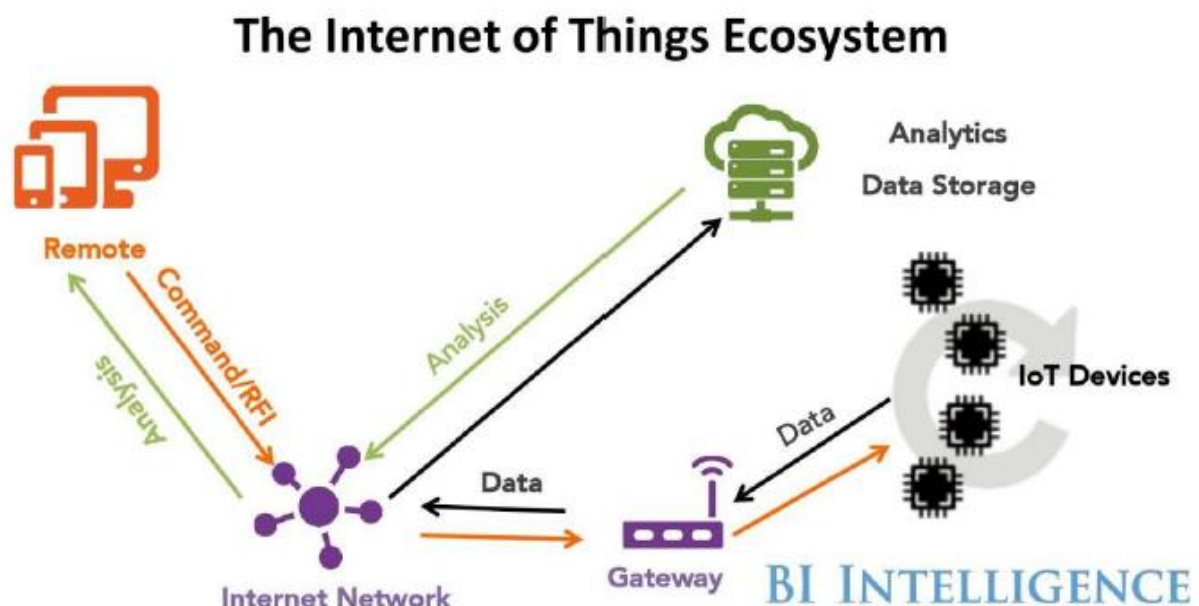 The Internet of Things Ecosystem
Analytics
Data Storage
Remote
Command/RFI
Analysis
Analysis
IoT Devices
Data
Data
Gateway
Internet Network
BI INTELLIGENCE